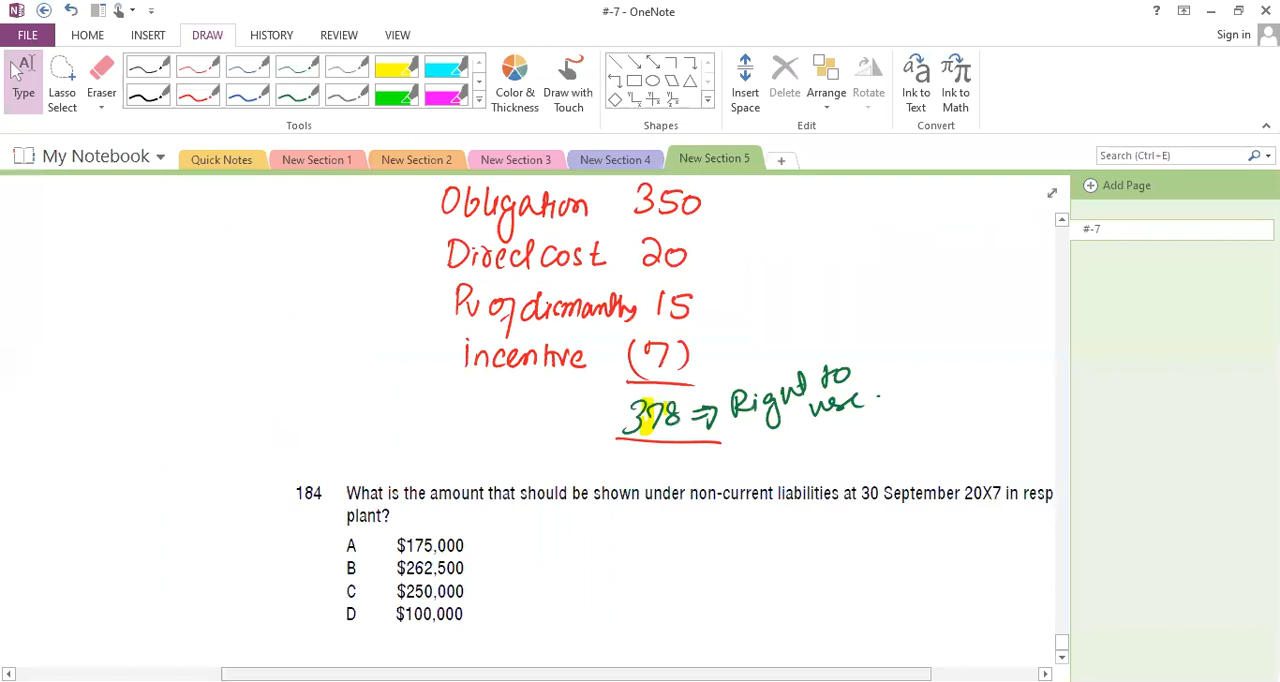 #-7 - OneNote
FILE HOME INSERT DRAW HISTORY REVIEW VIEW Sign in
Type Lasso Select Eraser Color & Thickness Draw with Touch Insert Space Delete Arrange Rotate Ink to Text Ink to Math
Tools Shapes Edit Convert
My Notebook Quick Notes New Section 1 New Section 2 New Section 3 New Section 4 New Section 5 Search (Ctrl+E)
Add Page
#-7
Obligation 350
Direct Cost 20
Pv of 15
incentive (7)
378 ⇒ Right to use.
184 What is the amount that should be shown under non-current liabilities at 30 September 20X7 in resp
plant?
A $175,000
B $262,500
C $250,000
D $100,000